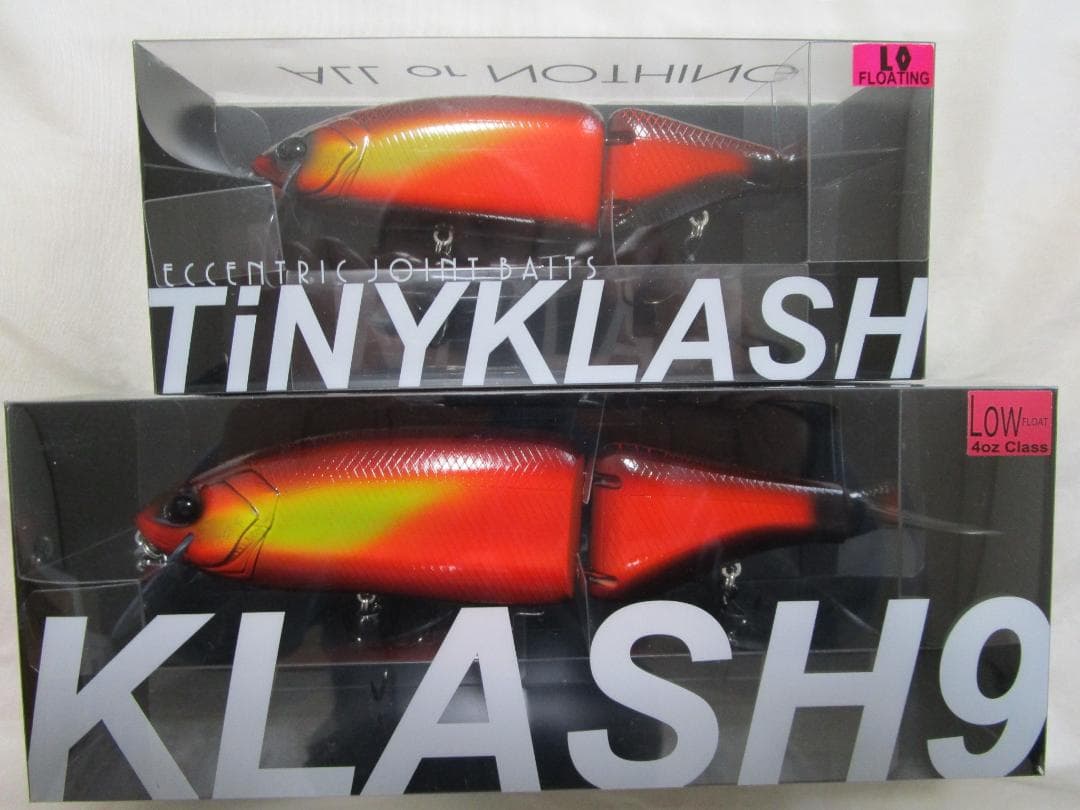 ALL or NOTHING
LO
FLOATING
ECCENTRIC JOINT BAITS
TiNYKLASH
LOW FLOAT
4oz Class
KLASH9